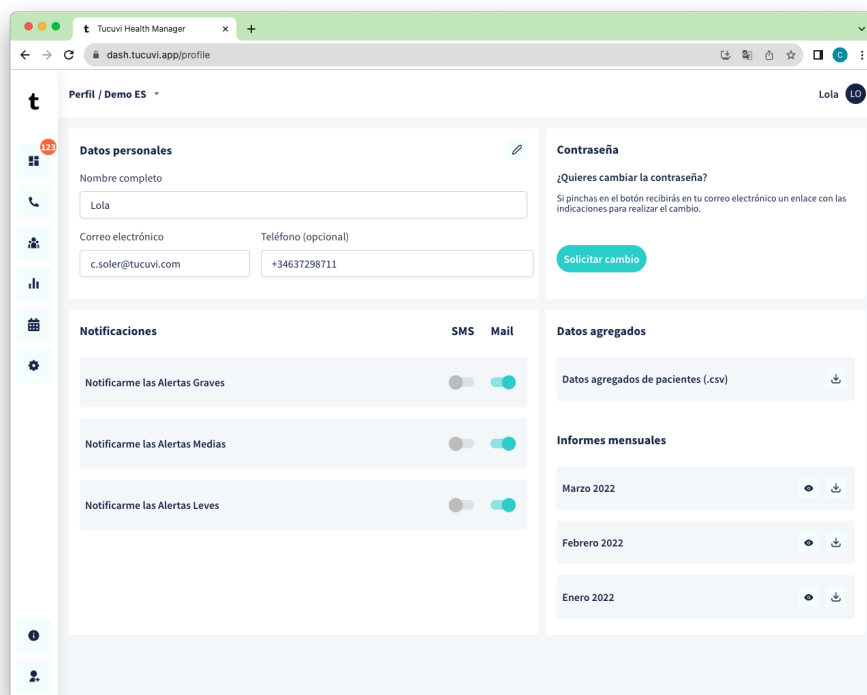 t Tucuvi Health Manager
dash.tucuvi.app/profile
C
t
Perfil / Demo ES
Lola LO
123
Datos personales
Nombre completo
Lola
Correo electrónico Teléfono (opcional)
c.soler@tucuvi.com +34637298711
Contraseña
¿Quieres cambiar la contraseña?
Si pinchas en el botón recibirás en tu correo electrónico un enlace con las
indicaciones para realizar el cambio.
Solicitar cambio
Notificaciones SMS Mail
Notificarme las Alertas Graves
Notificarme las Alertas Medias
Notificarme las Alertas Leves
Datos agregados
Datos agregados de pacientes (.csv)
Informes mensuales
Marzo 2022
Febrero 2022
Enero 2022